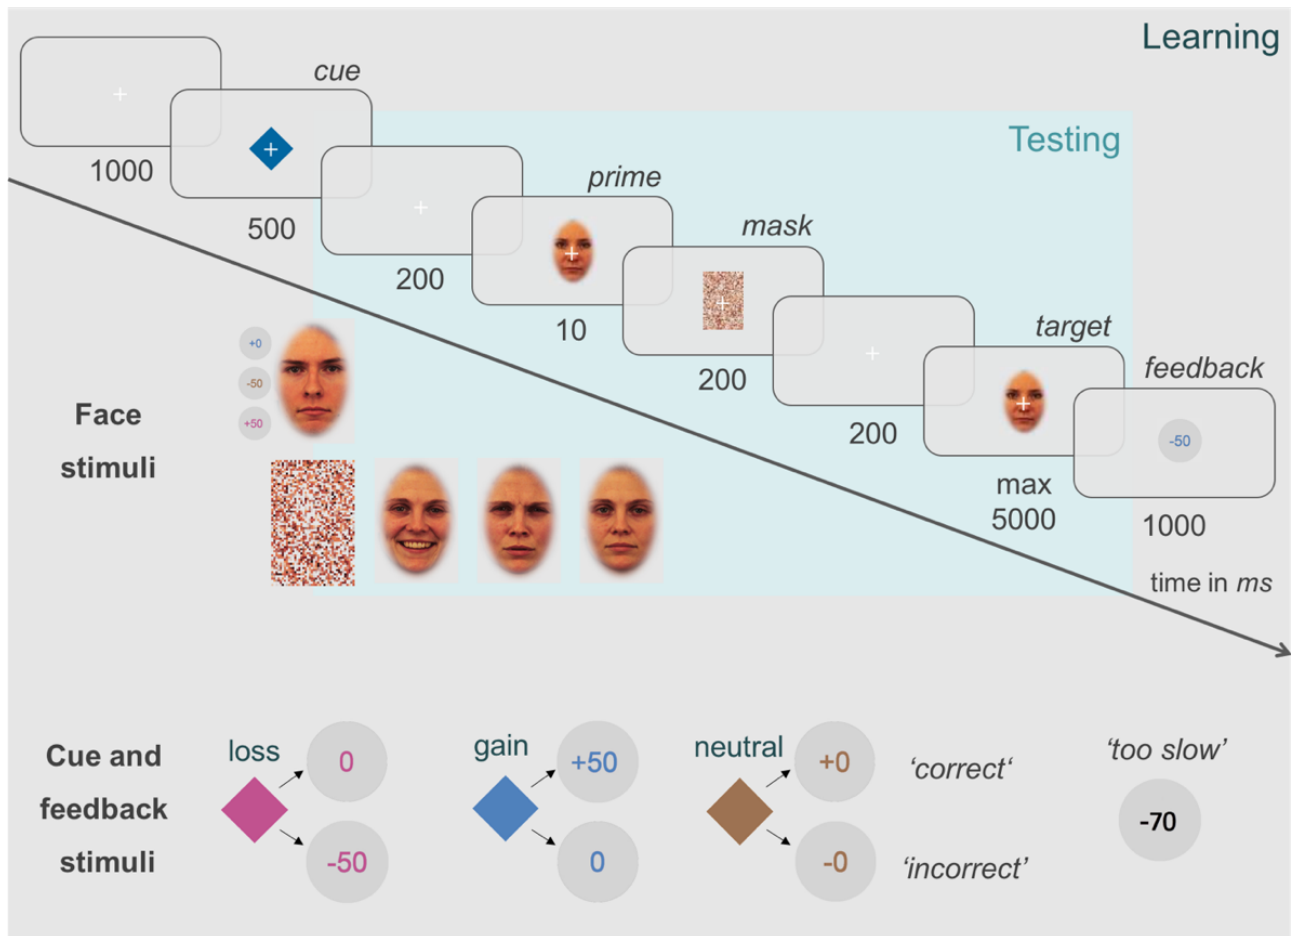 Learning
cue
1000
Testing
prime
500
mask
200
target
10
feedback
200
-50
200
max
5000
1000
time in ms
+0
-50
+50
Face
stimuli
Cue and
feedback
stimuli
loss
0
-50
gain
+50
0
neutral
+0
-0
‘correct‘
‘incorrect’
‘too slow’
-70